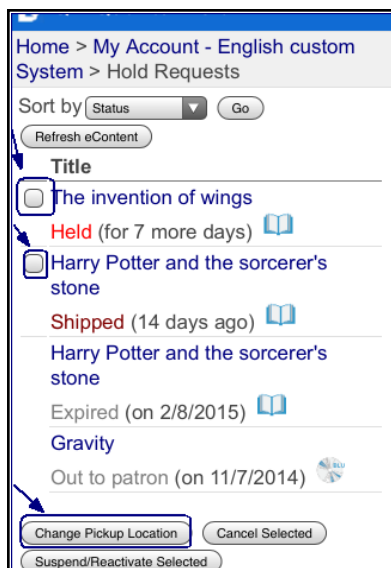 Home > My Account - English custom
System > Hold Requests
Sort by Status Go
Refresh eContent
Title
The invention of wings
Held (for 7 more days)
Harry Potter and the sorcerer's
stone
Shipped (14 days ago)
Harry Potter and the sorcerer's
stone
Expired (on 2/8/2015)
Gravity
Out to patron (on 11/7/2014) BLU
Change Pickup Location Cancel Selected
Suspend/Reactivate Selected